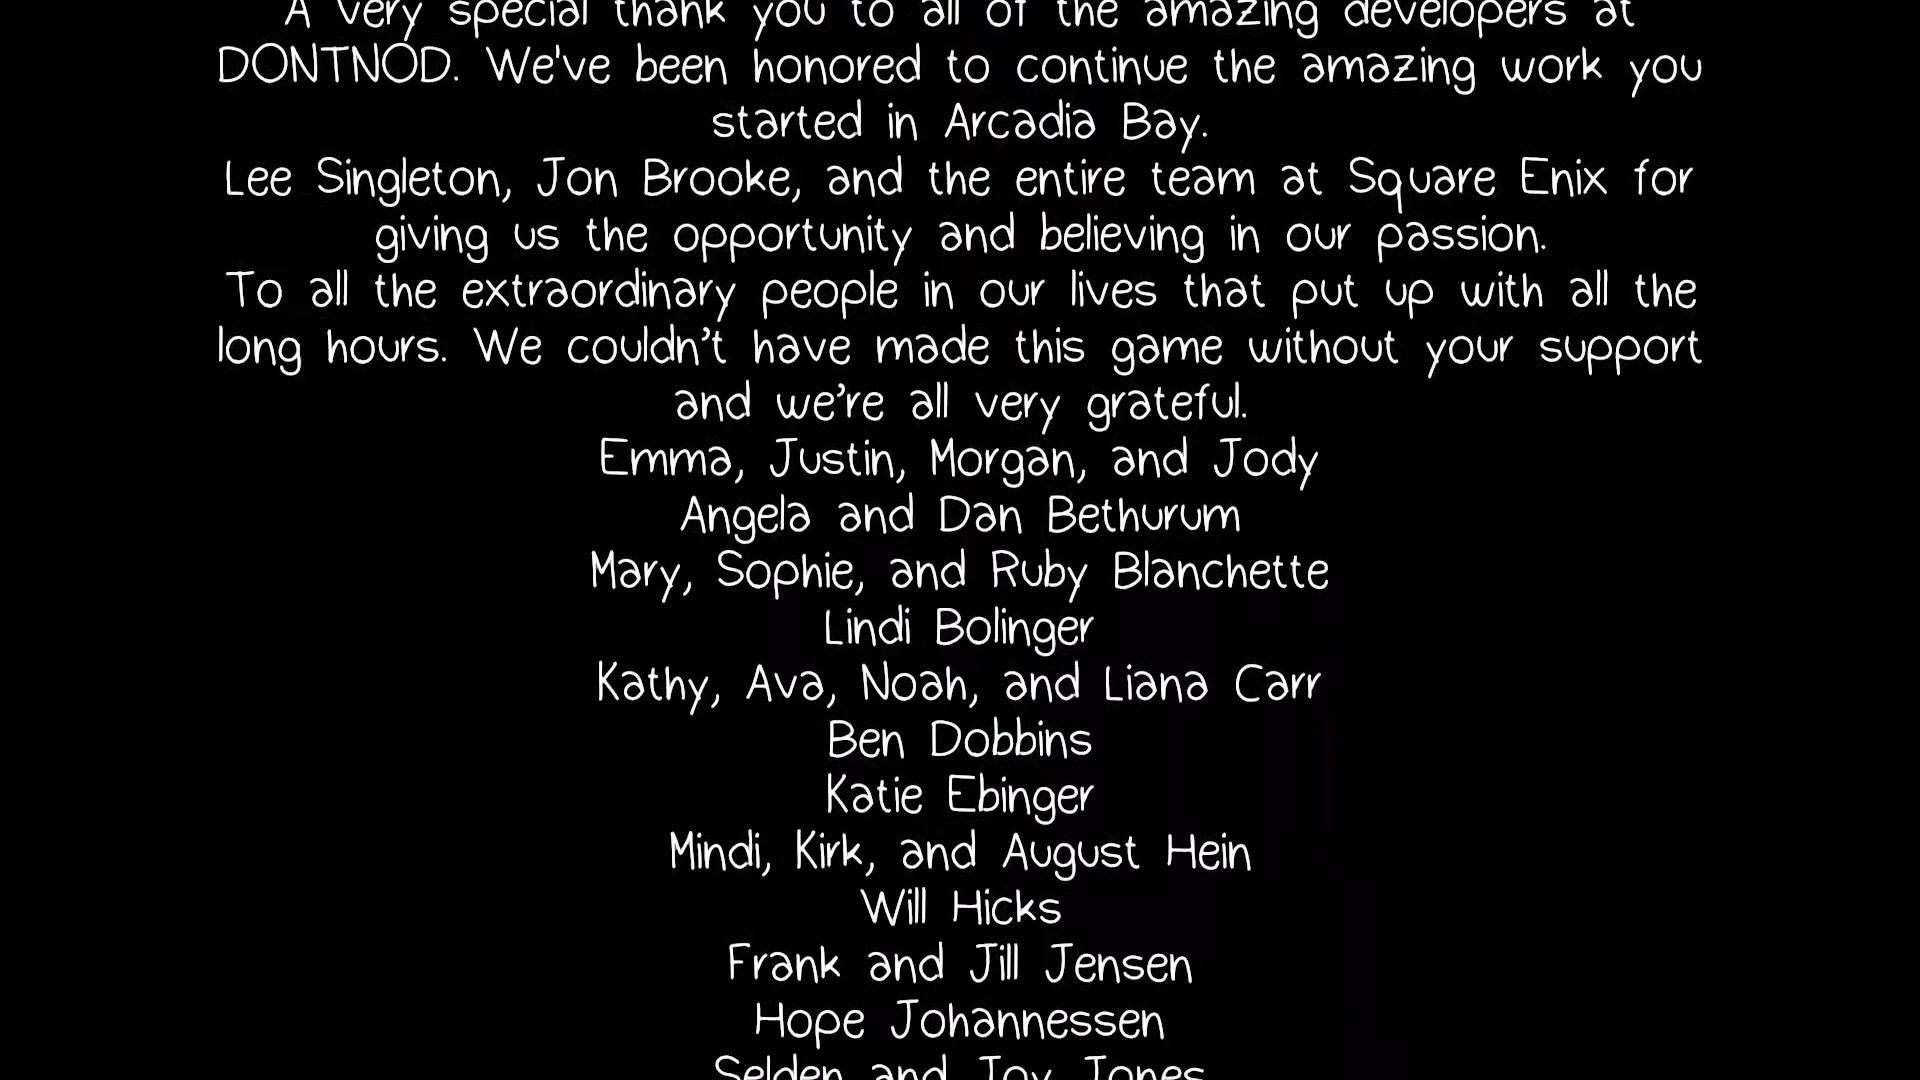 A very special thank you to all of the amazing developers at
DONTNOD. We've been honored to continue the amazing work you
started in Arcadia Bay.
Lee Singleton, Jon Brooke, and the entire team at Square Enix for
giving us the opportunity and believing in our passion.
To all the extraordinary people in our lives that put up with all the
long hours. We couldn’t have made this game without your support
and we’re all very grateful.
Emma, Justin, Morgan, and Jody
Angela and Dan Bethurum
Mary, Sophie, and Ruby Blanchette
Lindi Bolinger
Kathy, Ava, Noah, and Liana Carr
Ben Dobbins
Katie Ebinger
Mindi, Kirk, and August Hein
Will Hicks
Frank and Jill Jensen
Hope Johannessen
Selden and Joy Jones